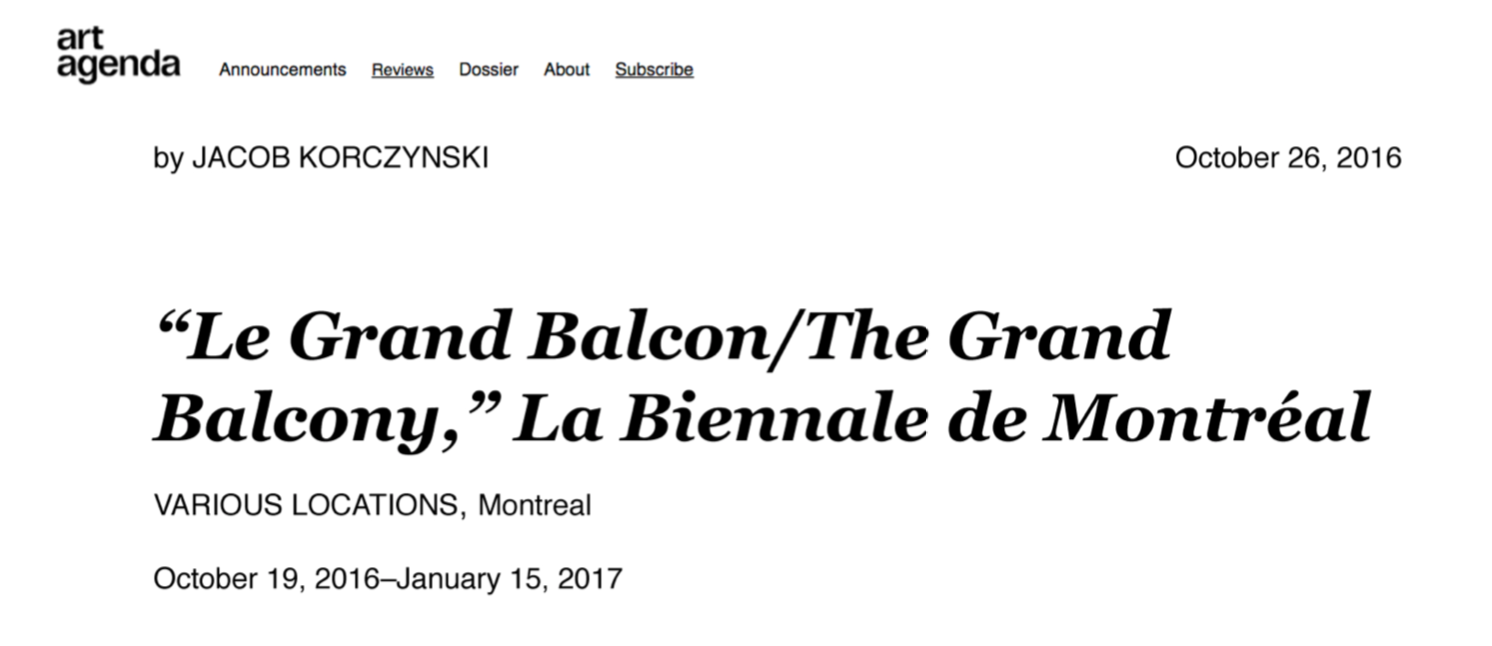 art
agenda
Announcements Reviews Dossier About Subscribe
by JACOB KORCZYNSKI October 26, 2016
“Le Grand Balcon/The Grand
Balcony,” La Biennale de Montréal
VARIOUS LOCATIONS, Montreal
October 19, 2016–January 15, 2017